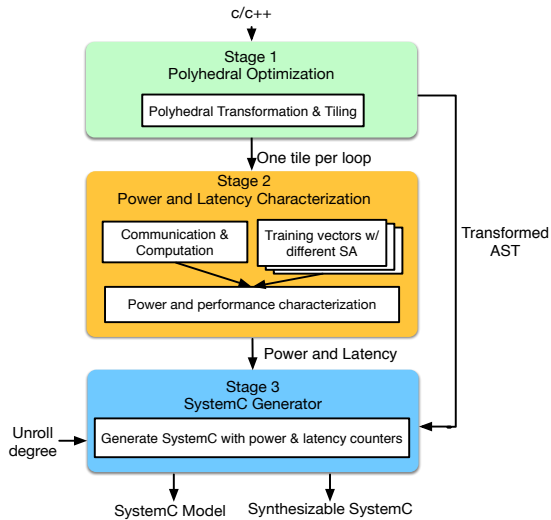 c/c++
Stage 1
Polyhedral Optimization
Polyhedral Transformation & Tiling
One tile per loop
Stage 2
Power and Latency Characterization
Communication &
Computation
Training vectors w/
different SA
Power and performance characterization
Transformed
AST
Power and Latency
Stage 3
SystemC Generator
Generate SystemC with power & latency counters
Unroll
degree
SystemC Model
Synthesizable SystemC